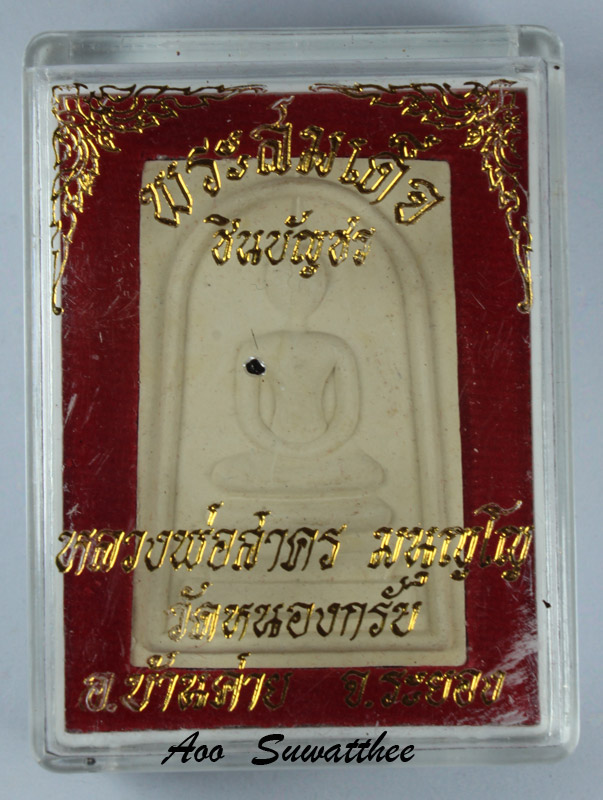 พระสมเด็จ
ชินบัญชร
หลวงพ่อสาคร มนุญโญ
วัดหนองกรับ
อ.บ้านค่าย จ.ระยอง
Aoo Suwatthee